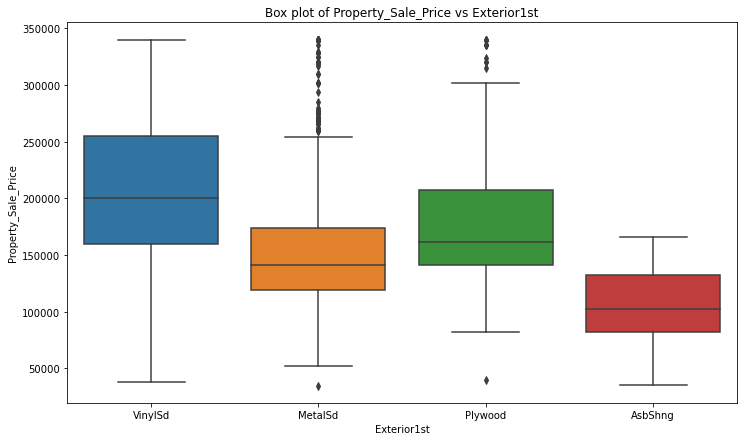 Box plot of Property_Sale_Price vs Exterior1st
350000
300000
250000
200000
150000
100000
50000
Property_Sale_Price
VinylSd
MetalSd
Plywood
AsbShng
Exterior1st